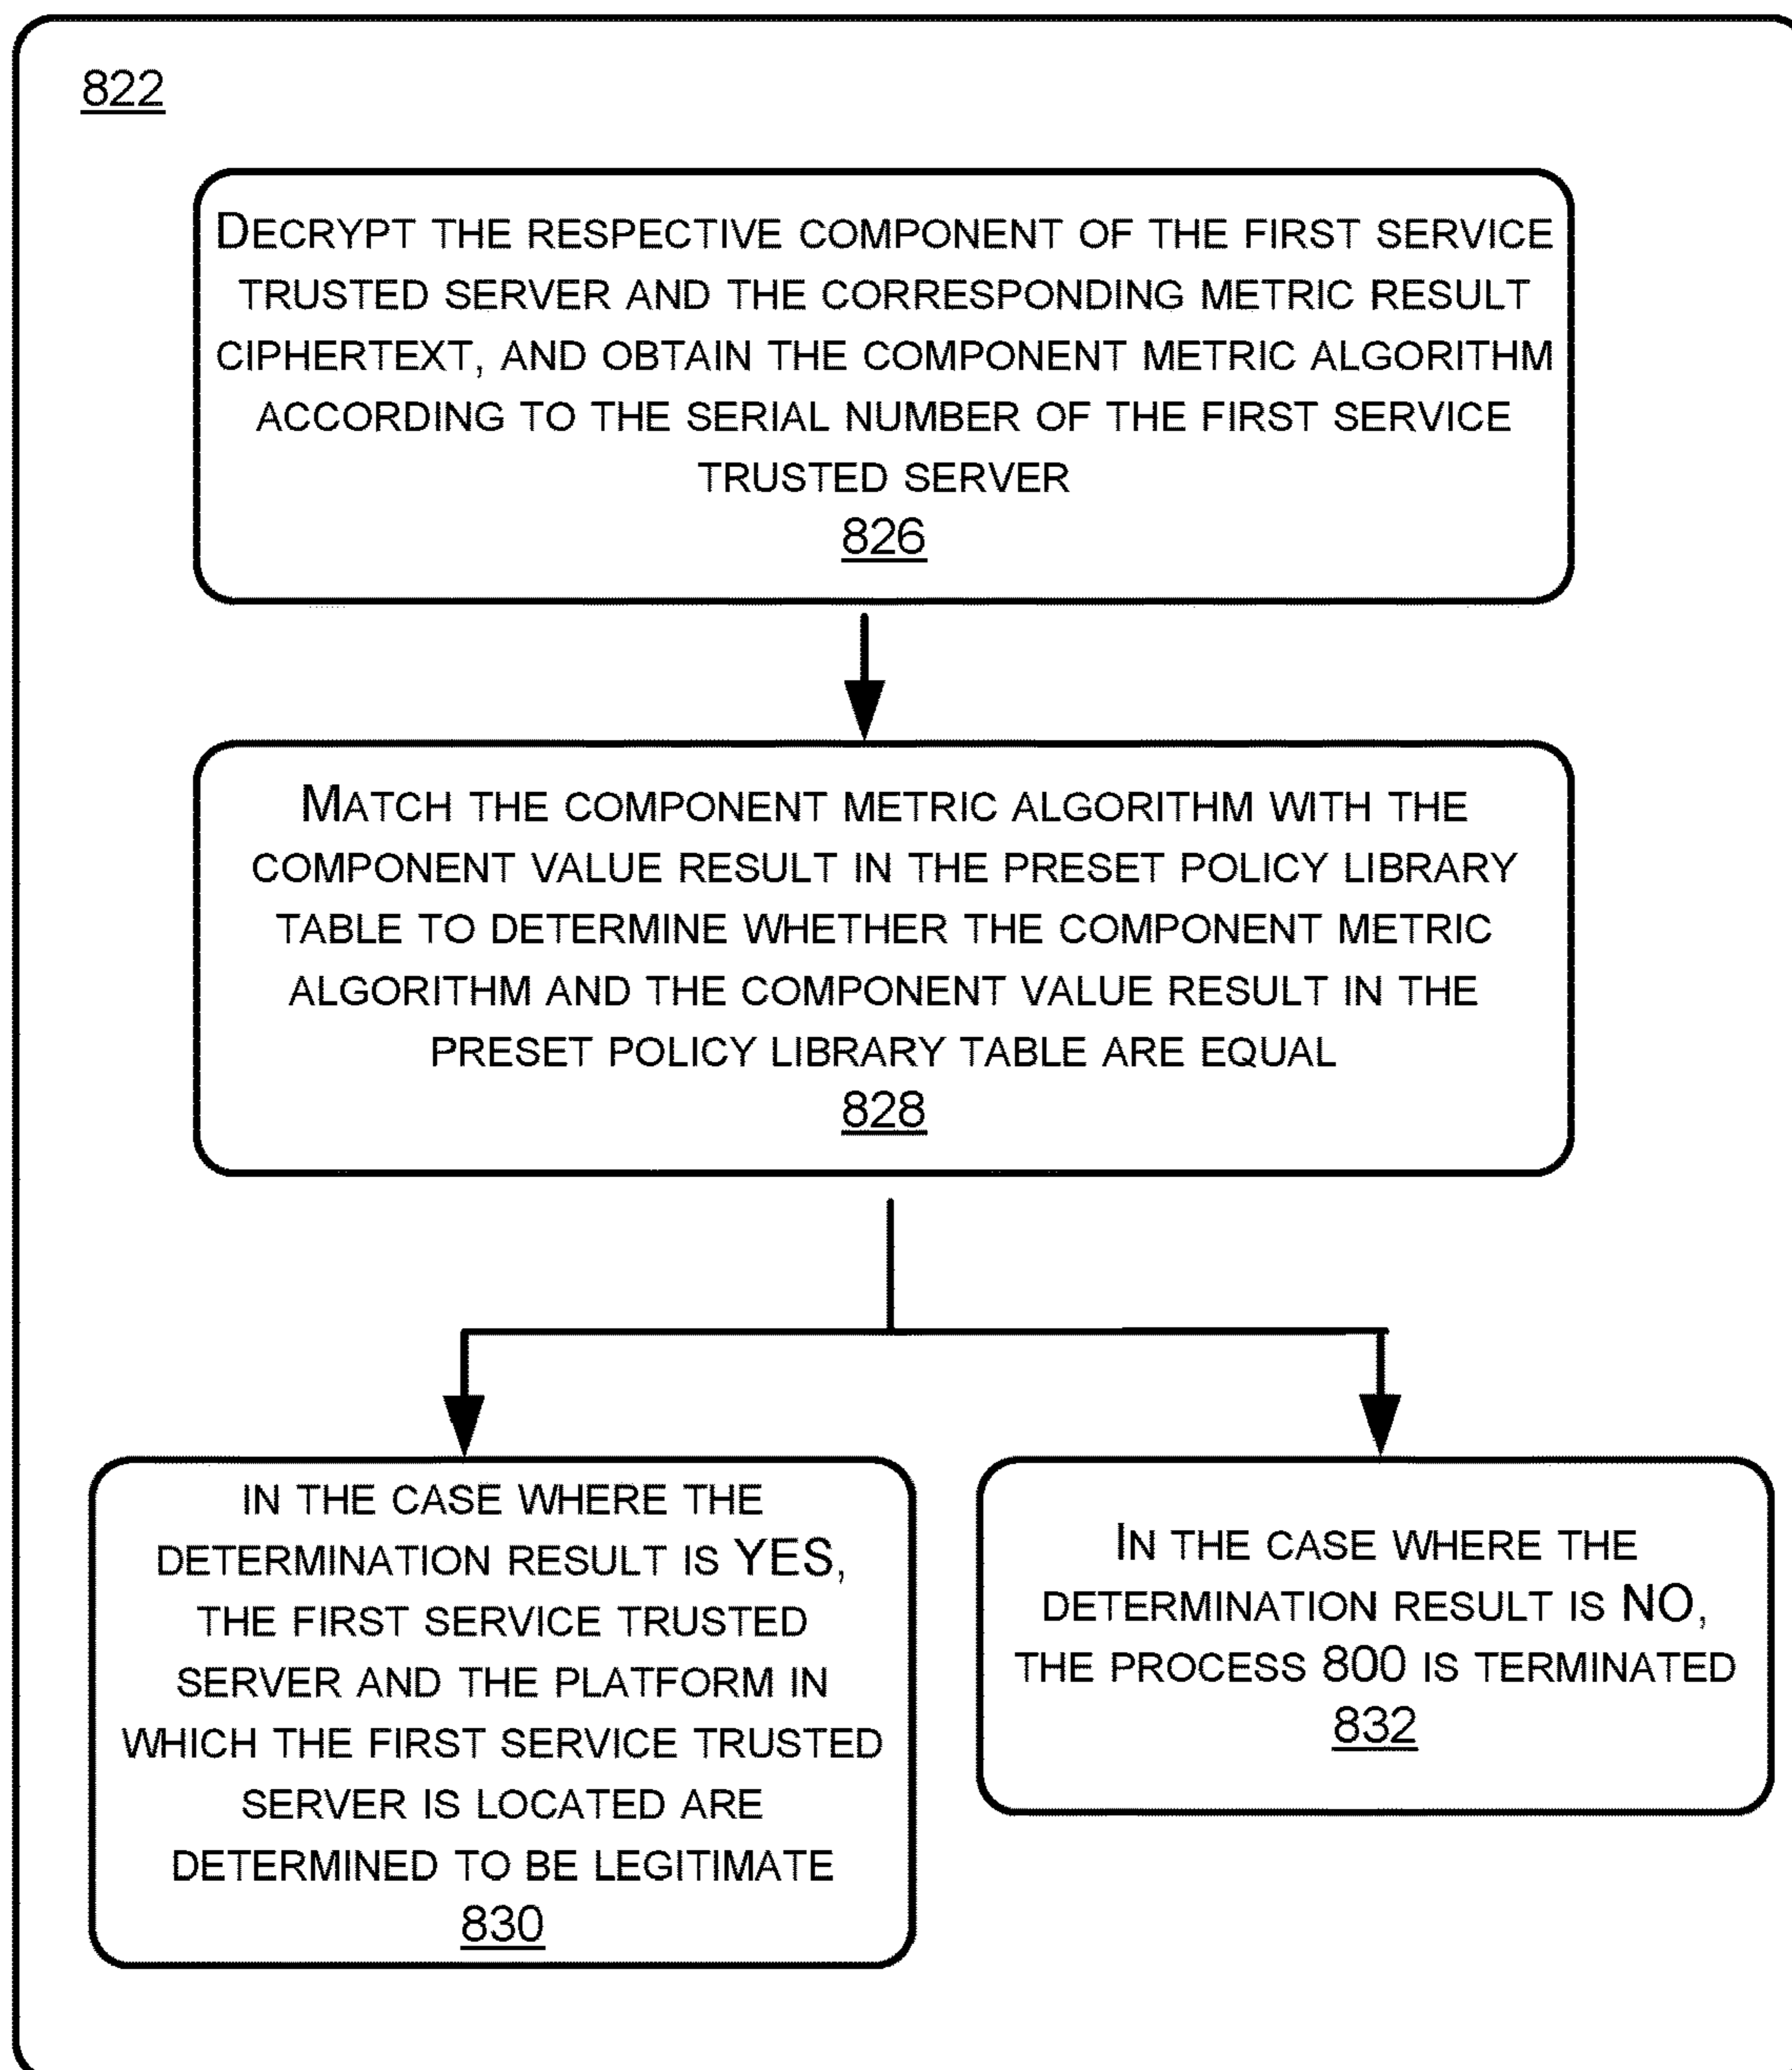 822
DECRYPT THE RESPECTIVE COMPONENT OF THE FIRST SERVICE
TRUSTED SERVER AND THE CORRESPONDING METRIC RESULT
CIPHERTEXT, AND OBTAIN THE COMPONENT METRIC ALGORITHM
ACCORDING TO THE SERIAL NUMBER OF THE FIRST SERVICE
TRUSTED SERVER
826
MATCH THE COMPONENT METRIC ALGORITHM WITH THE
COMPONENT VALUE RESULT IN THE PRESET POLICY LIBRARY
TABLE TO DETERMINE WHETHER THE COMPONENT METRIC
ALGORITHM AND THE COMPONENT VALUE RESULT IN THE
PRESET POLICY LIBRARY TABLE ARE EQUAL
828
IN THE CASE WHERE THE
DETERMINATION RESULT IS YES,
THE FIRST SERVICE TRUSTED
SERVER AND THE PLATFORM IN
WHICH THE FIRST SERVICE TRUSTED
SERVER IS LOCATED ARE
DETERMINED TO BE LEGITIMATE
830
IN THE CASE WHERE THE
DETERMINATION RESULT IS NO,
THE PROCESS 800 IS TERMINATED
832